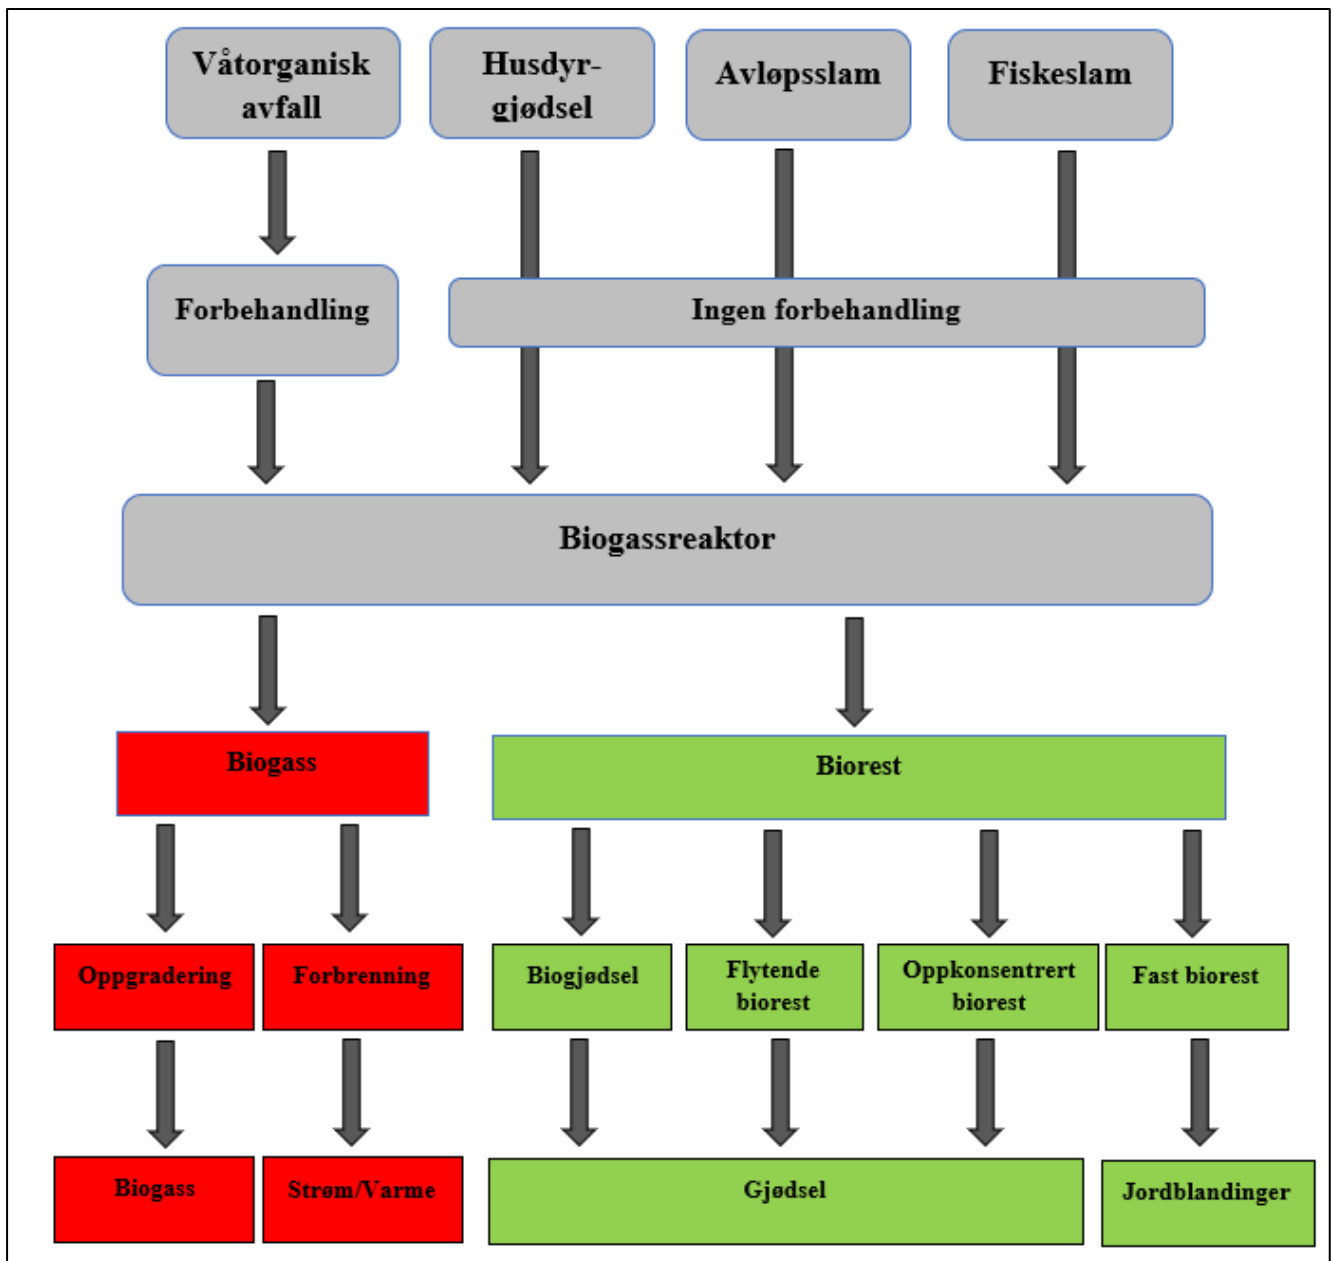 Våtorganisk
avfall
Husdyr-
gjødsel
Avløpsslam
Fiskeslam
Forbehandling
Ingen forbehandling
Biogassreaktor
Biogass
Biorest
Oppgradering
Forbrenning
Biogjødsel
Flytende
biorest
Oppkonsentrert
biorest
Fast biorest
Biogass
Strøm/Varme
Gjødsel
Jordblandinger